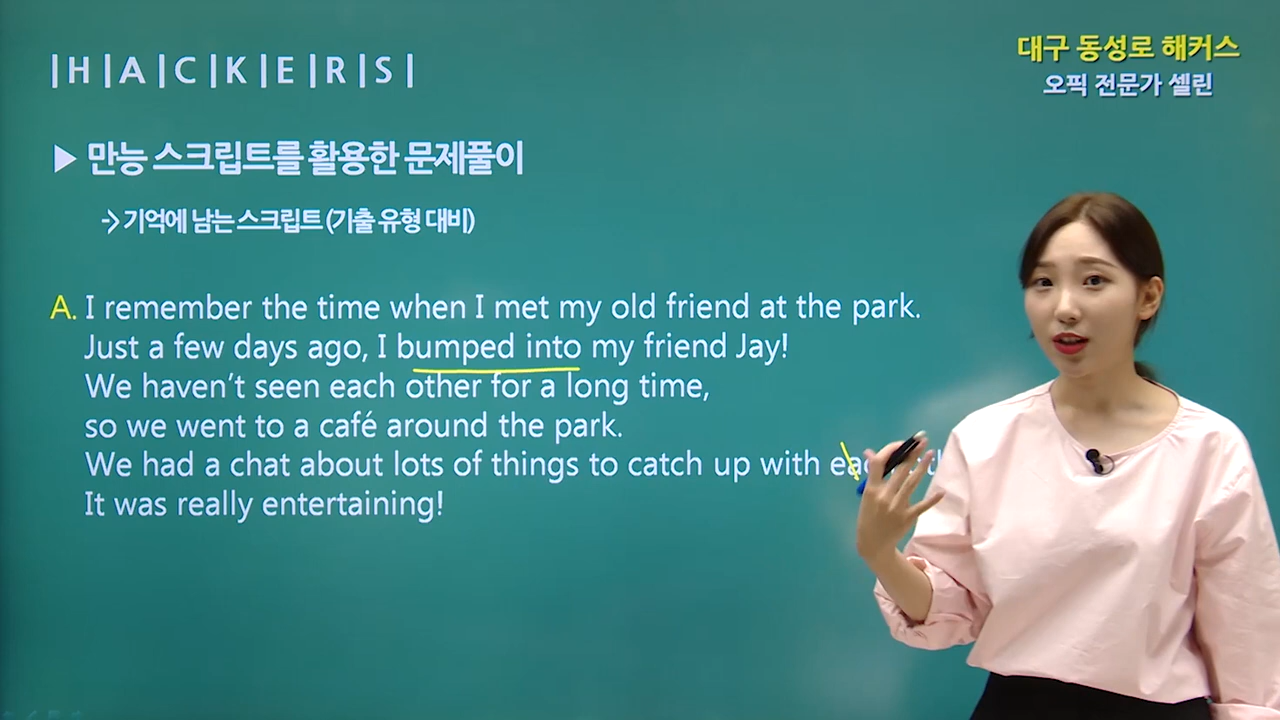 |H|A|C|K|E|R|S|
대구 동성로 해커스
오픽 전문가 셀린
▶ 만능 스크립트를 활용한 문제풀이
→ 기억에 남는 스크립트 (기출 유형 대비)
A. I remember the time when I met my old friend at the park.
Just a few days ago, I bumped into my friend Jay!
We haven't seen each other for a long time,
so we went to a café around the park.
We had a chat about lots of things to catch up with
It was really entertaining!